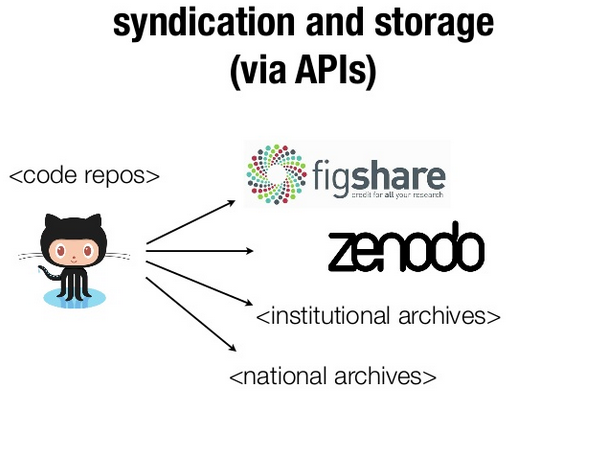 syndication and storage
(via APIs)
<code repos>
figshare
credit for all your research
zenodo
<institutional archives>
<national archives>